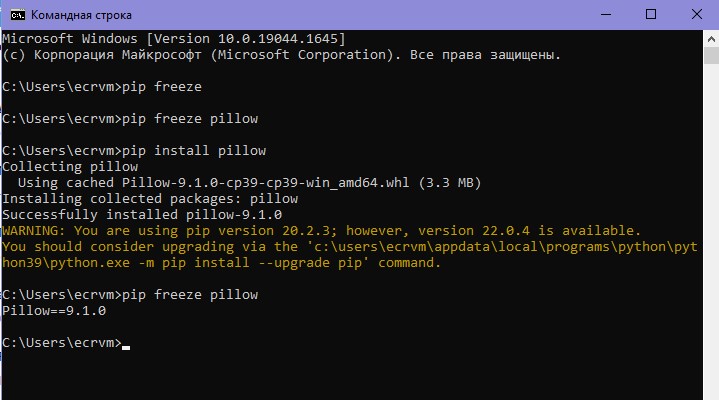 Командная строка
Microsoft Windows [Version 10.0.19044.1645]
(c) Корпорация Майкрософт (Microsoft Corporation). Все права защищены.
C:\Users\ecrvm>pip freeze
C:\Users\ecrvm>pip freeze pillow
C:\Users\ecrvm>pip install pillow
Collecting pillow
  Using cached Pillow-9.1.0-cp39-cp39-win_amd64.whl (3.3 MB)
Installing collected packages: pillow
Successfully installed pillow-9.1.0
WARNING: You are using pip version 20.2.3; however, version 22.0.4 is available.
You should consider upgrading via the 'c:\users\ecrvm\appdata\local\programs\python\pyt
hon39\python.exe -m pip install --upgrade pip' command.
C:\Users\ecrvm>pip freeze pillow
Pillow==9.1.0
C:\Users\ecrvm>